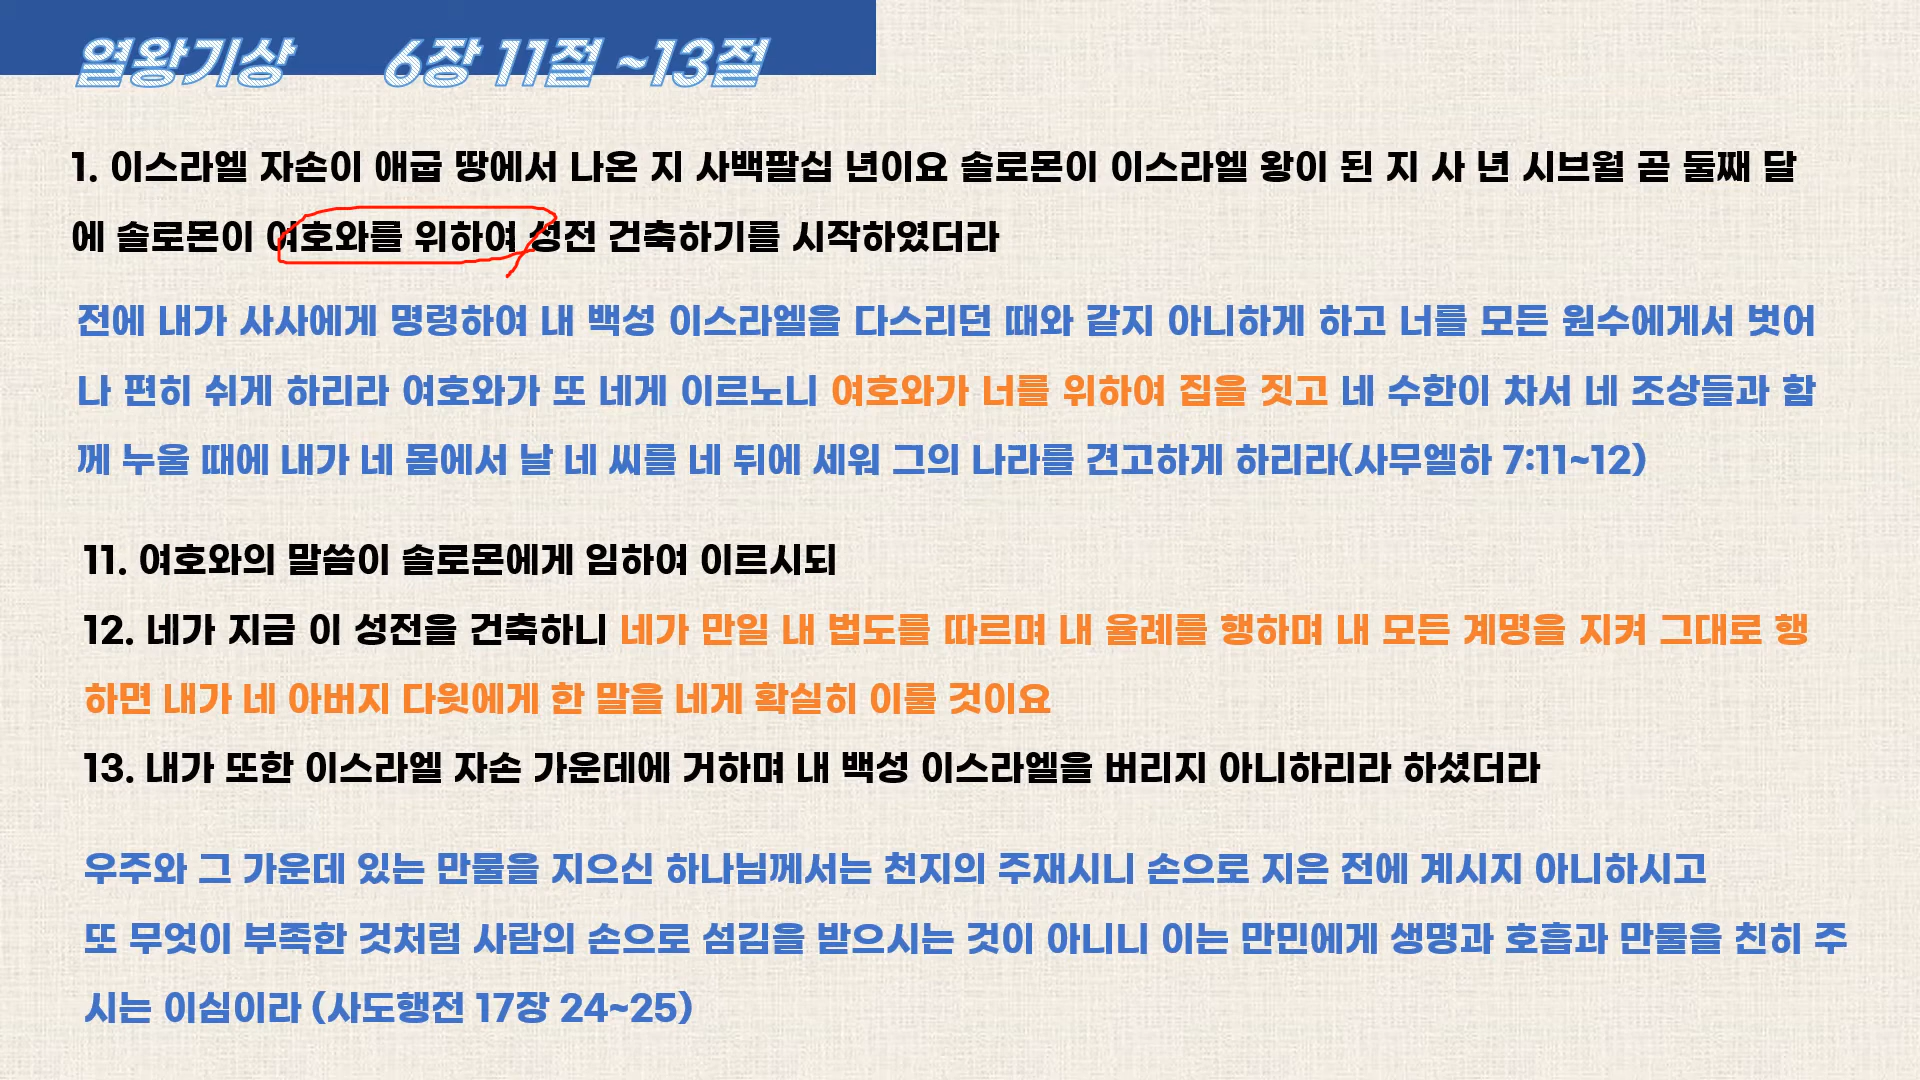 열왕기상 6장 11절 ~13절
1. 이스라엘 자손이 애굽 땅에서 나온 지 사백팔십 년이요 솔로몬이 이스라엘 왕이 된 지 사 년 시브월 곧 둘째 달
에 솔로몬이 여호와를 위하여 성전 건축하기를 시작하였더라
전에 내가 사사에게 명령하여 내 백성 이스라엘을 다스리던 때와 같지 아니하게 하고 너를 모든 원수에게서 벗어
나 편히 쉬게 하리라 여호와가 또 네게 이르노니 여호와가 너를 위하여 집을 짓고 네 수한이 차서 네 조상들과 함
께 누울 때에 내가 네 몸에서 날 네 씨를 네 뒤에 세워 그의 나라를 견고하게 하리라(사무엘하 7:11~12)
11. 여호와의 말씀이 솔로몬에게 임하여 이르시되
12. 네가 지금 이 성전을 건축하니 네가 만일 내 법도를 따르며 내 율례를 행하며 내 모든 계명을 지켜 그대로 행
하면 내가 네 아버지 다윗에게 한 말을 네게 확실히 이룰 것이요
13. 내가 또한 이스라엘 자손 가운데에 거하며 내 백성 이스라엘을 버리지 아니하리라 하셨더라
우주와 그 가운데 있는 만물을 지으신 하나님께서는 천지의 주재시니 손으로 지은 전에 계시지 아니하시고
또 무엇이 부족한 것처럼 사람의 손으로 섬김을 받으시는 것이 아니니 이는 만민에게 생명과 호흡과 만물을 친히 주
시는 이심이라 (사도행전 17장 24~25)